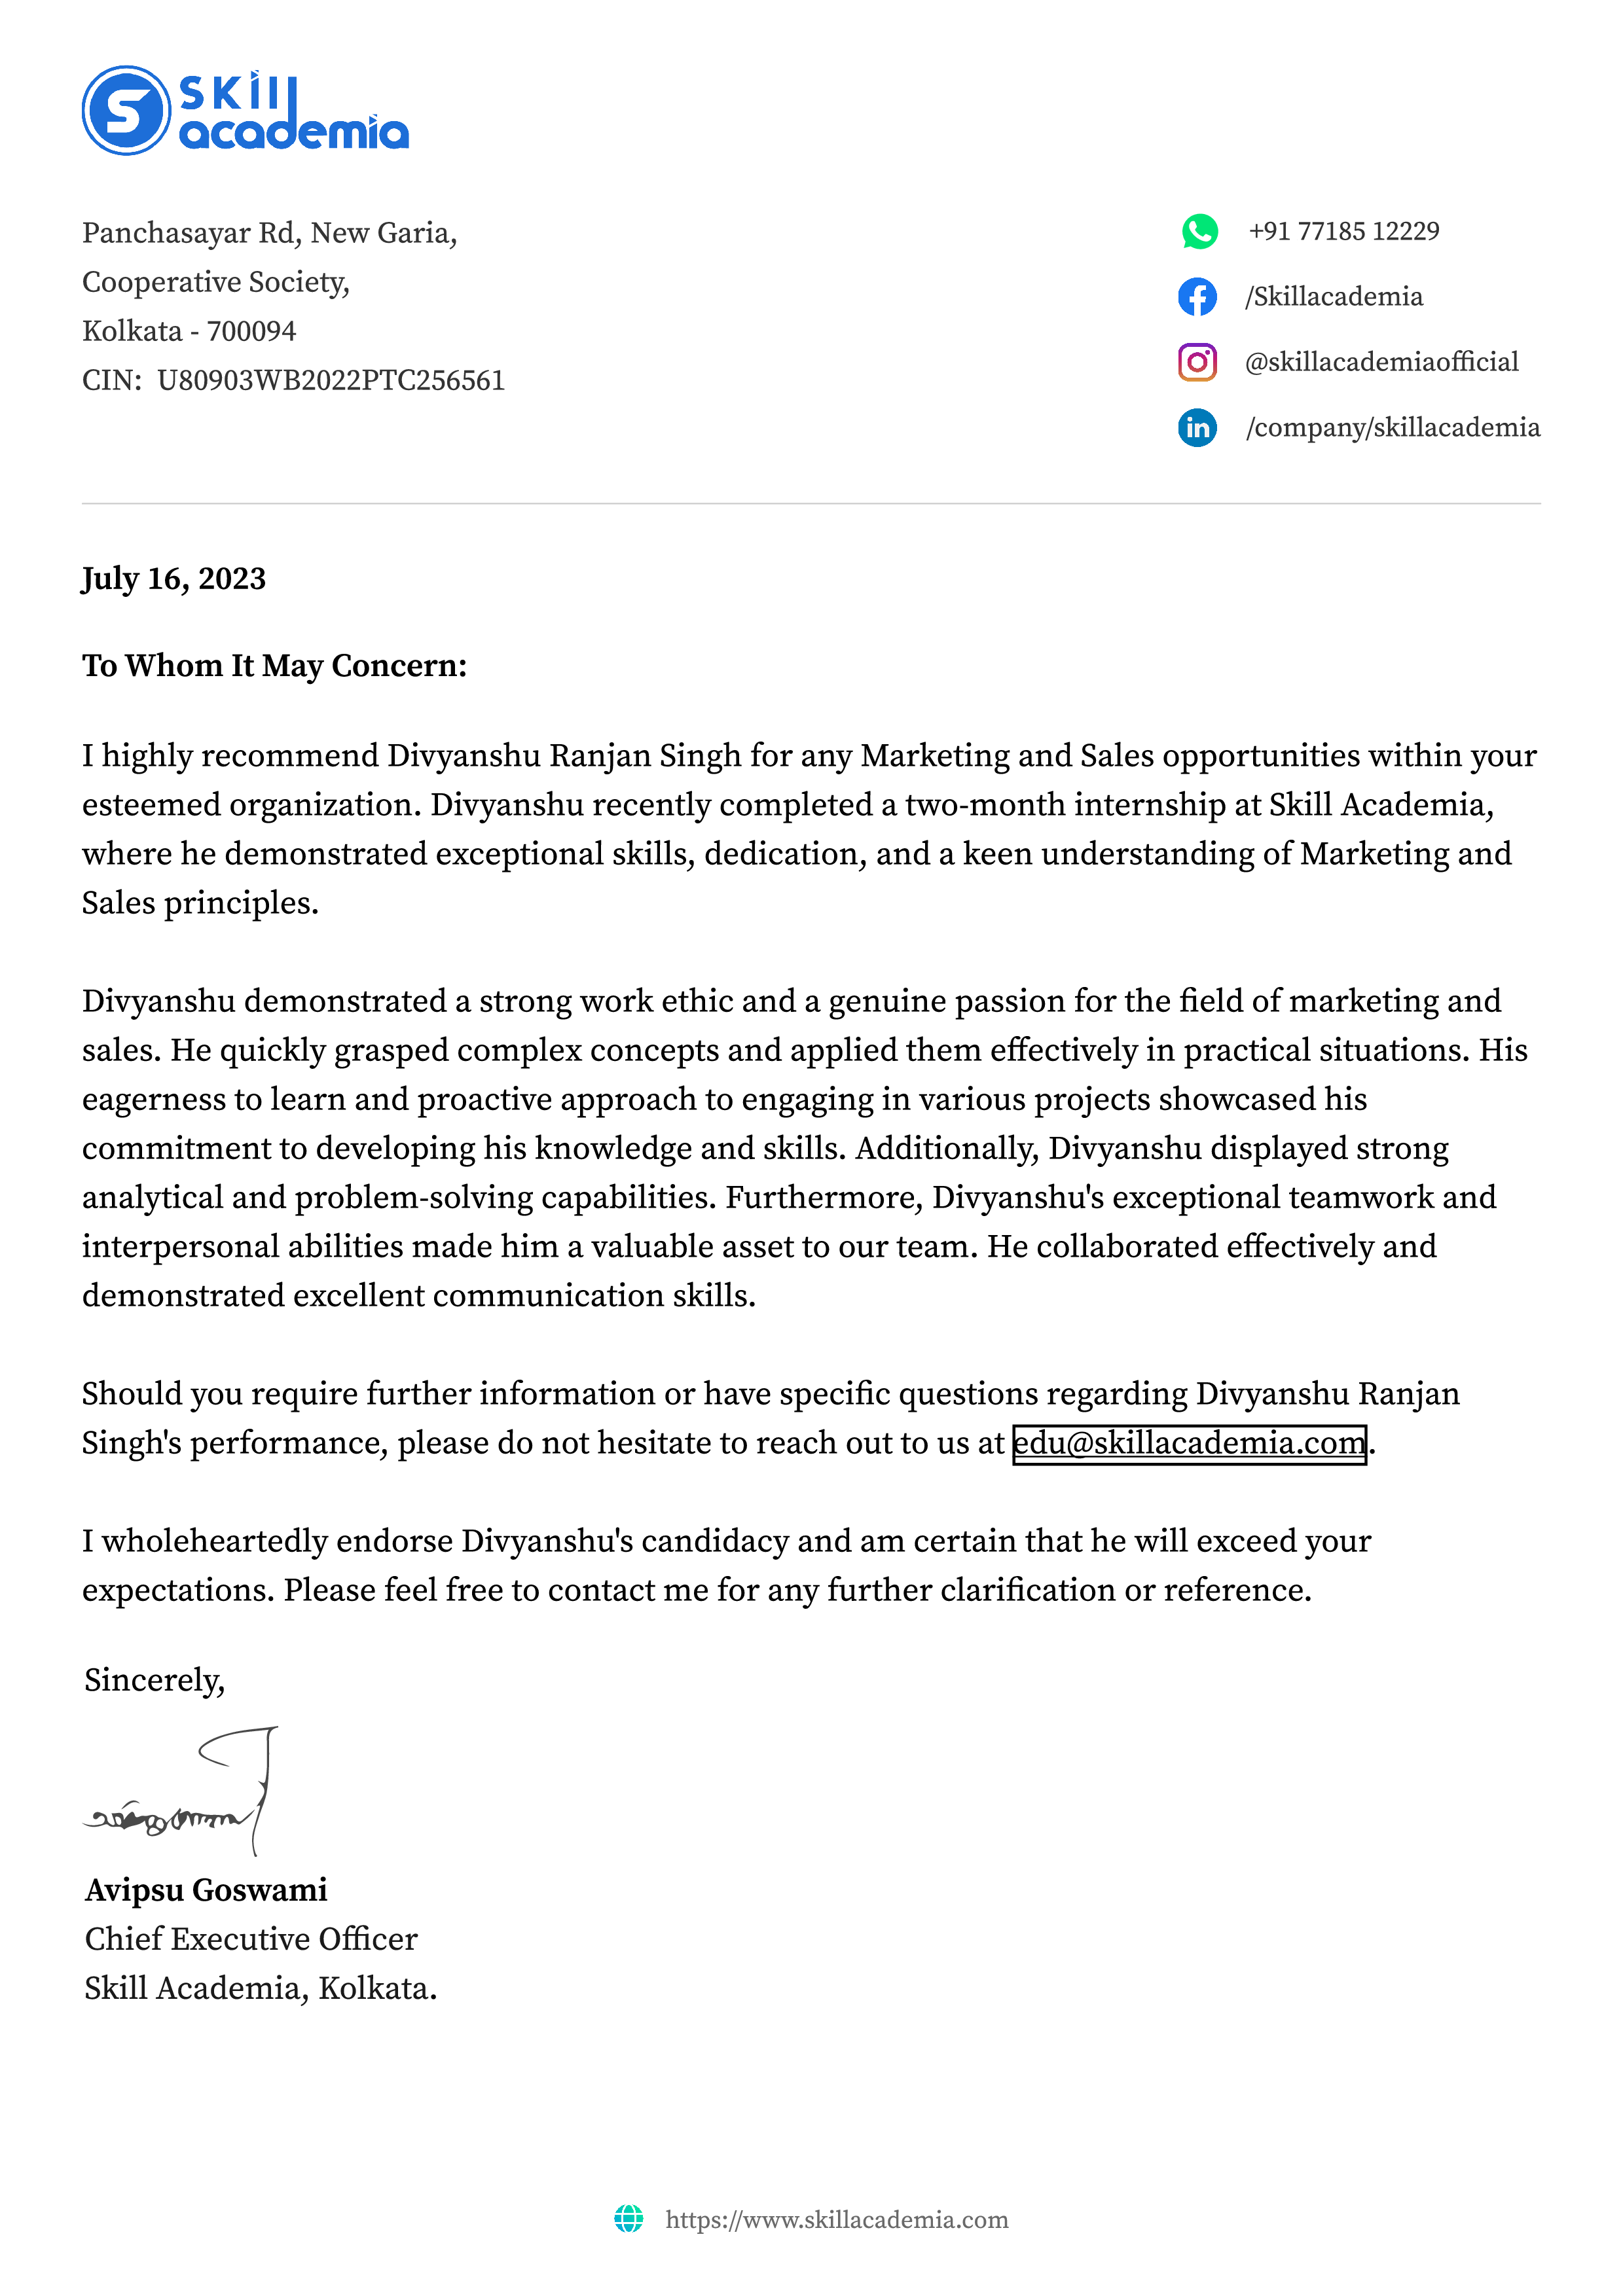 Skill
academia
Panchasayar Rd, New Garia,
Cooperative Society,
Kolkata - 700094
CIN: U80903WB2022PTC256561
+91 77185 12229
/Skillacademia
@skillacademiaofficial
/company/skillacademia
July 16, 2023
To Whom It May Concern:
I highly recommend Divyanshu Ranjan Singh for any Marketing and Sales opportunities within your
esteemed organization. Divyanshu recently completed a two-month internship at Skill Academia,
where he demonstrated exceptional skills, dedication, and a keen understanding of Marketing and
Sales principles.
Divyanshu demonstrated a strong work ethic and a genuine passion for the field of marketing and
sales. He quickly grasped complex concepts and applied them effectively in practical situations. His
eagerness to learn and proactive approach to engaging in various projects showcased his
commitment to developing his knowledge and skills. Additionally, Divyanshu displayed strong
analytical and problem-solving capabilities. Furthermore, Divyanshu's exceptional teamwork and
interpersonal abilities made him a valuable asset to our team. He collaborated effectively and
demonstrated excellent communication skills.
Should you require further information or have specific questions regarding Divyanshu Ranjan
Singh's performance, please do not hesitate to reach out to us at edu@skillacademia.com.
I wholeheartedly endorse Divyanshu's candidacy and am certain that he will exceed your
expectations. Please feel free to contact me for any further clarification or reference.
Sincerely,
Avipsu Goswami
Chief Executive Officer
Skill Academia, Kolkata.
https://www.skillacademia.com